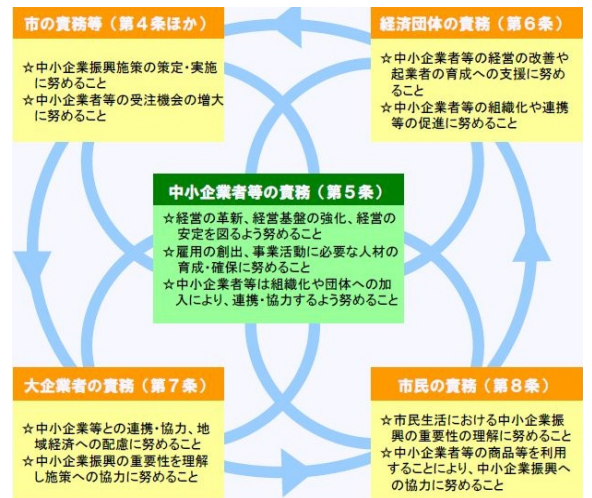 市の責務等（第４条ほか）
☆中小企業振興施策の策定・実施
に努めること
☆中小企業者等の受注機会の増大
に努めること
経済団体の責務（第６条）
☆中小企業者等の経営の改善や
起業者の育成への支援に努め
ること
☆中小企業者等の組織化や連携
等の促進に努めること
中小企業者等の責務（第５条）
☆経営の革新、経営基盤の強化、経営の
安定を図るよう努めること
☆雇用の創出、事業活動に必要な人材の
育成・確保に努めること
☆中小企業者等は組織化や団体への加
入により、連携・協力するよう努めること
大企業者の責務（第７条）
☆中小企業等との連携・協力、地
域経済への配慮に努めること
☆中小企業振興の重要性を理解
し施策への協力に努めること
市民の責務（第８条）
☆市民生活における中小企業振
興の重要性の理解に努めること
☆中小企業者等の商品等を利用
することにより、中小企業振興へ
の協力に努めること